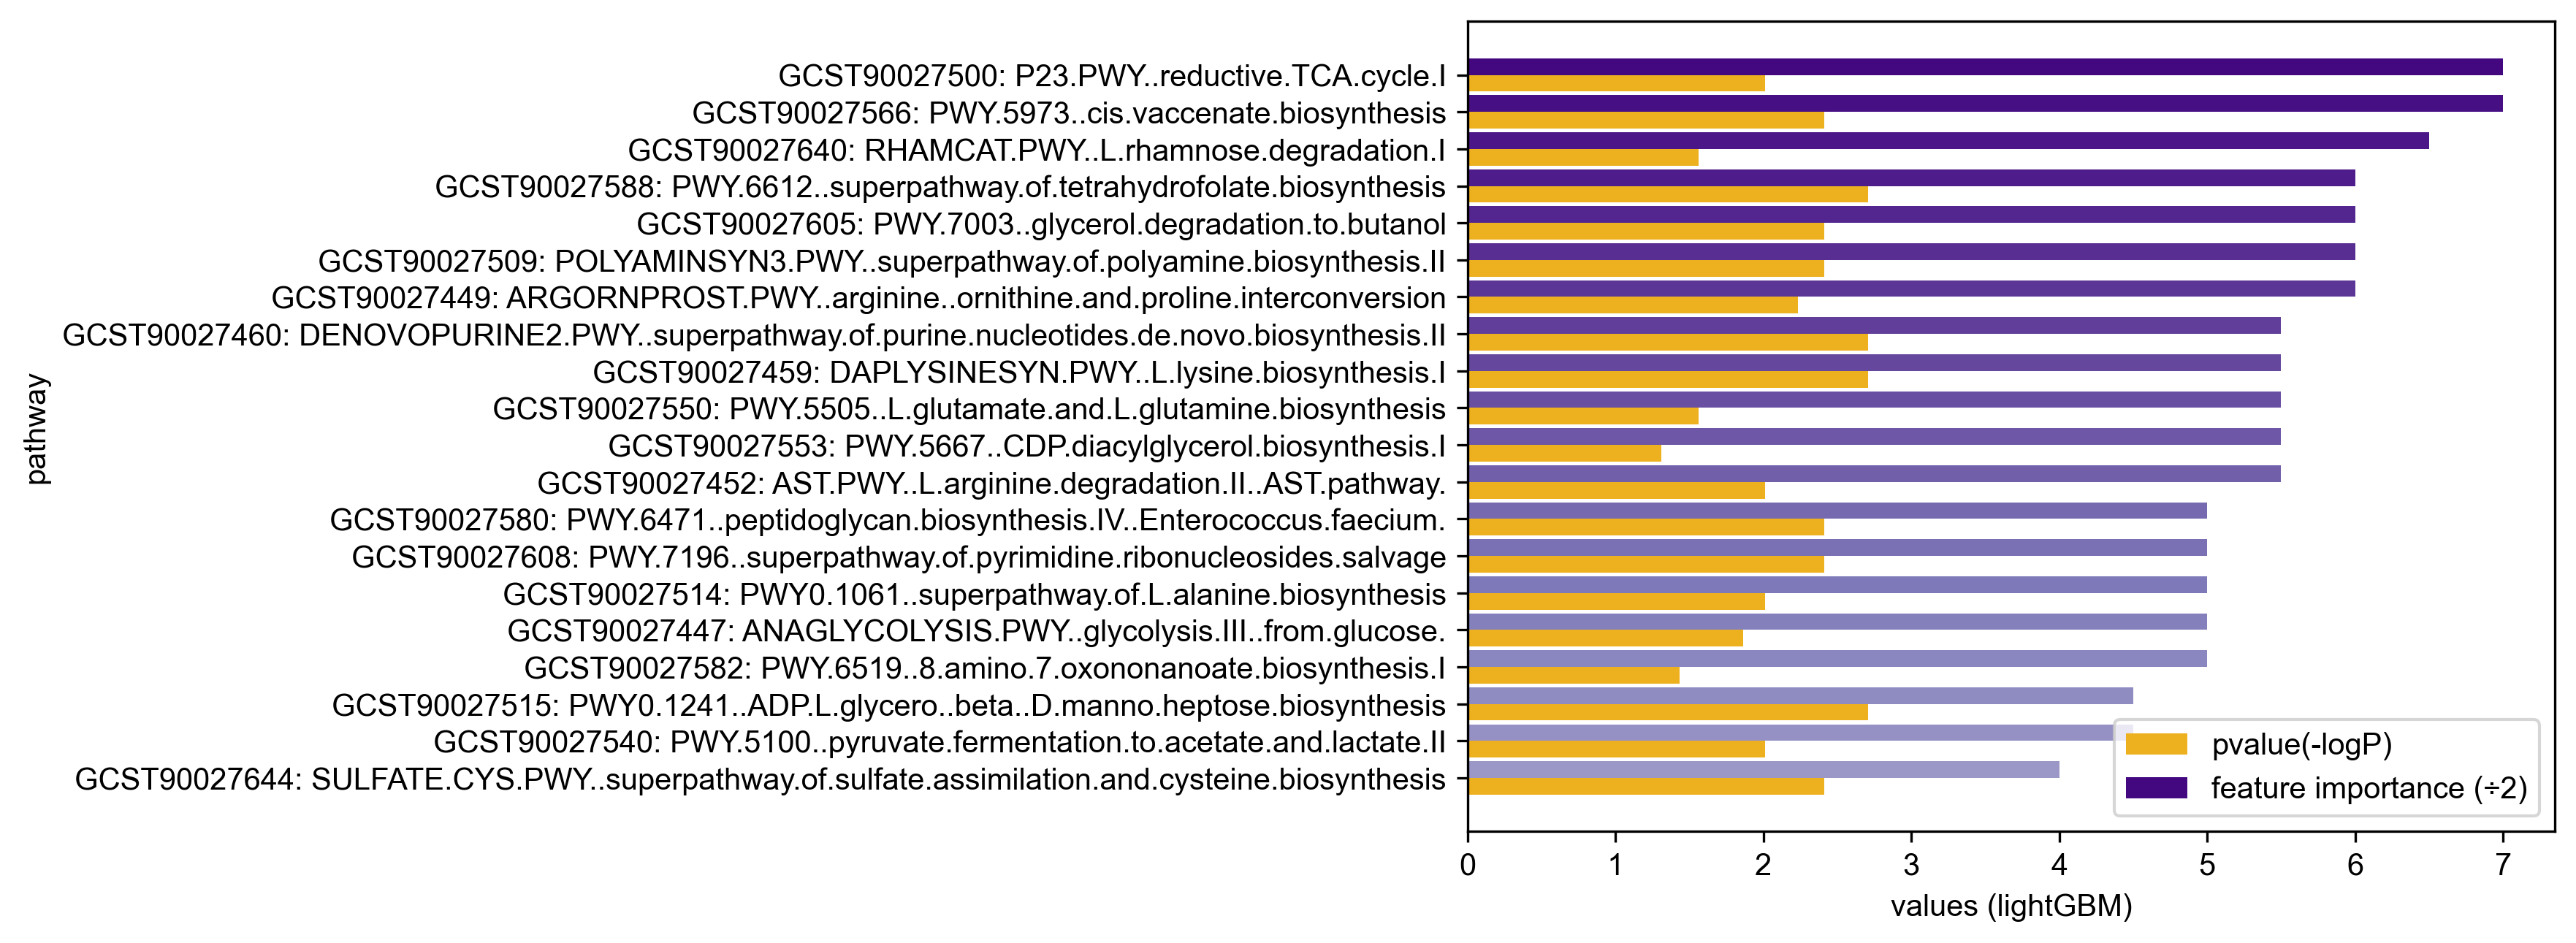 GCST90027500: P23.PWY..reductive.TCA.cycle.I
GCST90027566: PWY.5973..cis.vaccenate.biosynthesis
GCST90027640: RHAMCAT.PWY..L.rhamnose.degradation.I
GCST90027588: PWY.6612..superpathway.of.tetrahydrofolate.biosynthesis
GCST90027605: PWY.7003..glycerol.degradation.to.butanol
GCST90027509: POLYAMINSYN3.PWY..superpathway.of.polyamine.biosynthesis.II
GCST90027449: ARGORNPROST.PWY..arginine..ornithine.and.proline.interconversion
GCST90027460: DENOVOPURINE2.PWY..superpathway.of.purine.nucleotides.de.novo.biosynthesis.II
GCST90027459: DAPLYSINESYN.PWY..L.lysine.biosynthesis.I
GCST90027550: PWY.5505..L.glutamate.and.L.glutamine.biosynthesis
GCST90027553: PWY.5667..CDP.diacylglycerol.biosynthesis.I
GCST90027452: AST.PWY..L.arginine.degradation.II..AST.pathway.
GCST90027580: PWY.6471..peptidoglycan.biosynthesis.IV..Enterococcus.faecium.
GCST90027608: PWY.7196..superpathway.of.pyrimidine.ribonucleosides.salvage
GCST90027514: PWY0.1061..superpathway.of.L.alanine.biosynthesis
GCST90027447: ANAGLYCOLYSIS.PWY..glycolysis.III..from.glucose.
GCST90027582: PWY.6519..8.amino.7.oxononanoate.biosynthesis.I
GCST90027515: PWY0.1241..ADP.L.glycero..beta..D.manno.heptose.biosynthesis
GCST90027540: PWY.5100..pyruvate.fermentation.to.acetate.and.lactate.II
GCST90027644: SULFATE.CYS.PWY..superpathway.of.sulfate.assimilation.and.cysteine.biosynthesis
pathway
pvalue(-logP)
feature importance (÷2)
0 1 2 3 4 5 6 7
values (lightGBM)